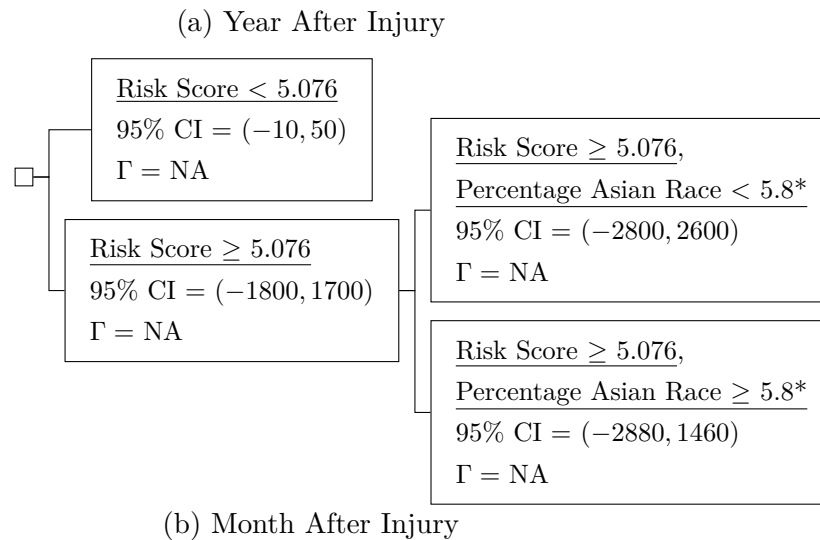 (a) Year After Injury
Risk Score < 5.076
95% CI = (−10, 50)
Γ = NA
Risk Score ≥ 5.076
95% CI = (−1800, 1700)
Γ = NA
Risk Score ≥ 5.076,
Percentage Asian Race < 5.8*
95% CI = (−2800, 2600)
Γ = NA
Risk Score ≥ 5.076,
Percentage Asian Race ≥ 5.8*
95% CI = (−2880, 1460)
Γ = NA
(b) Month After Injury